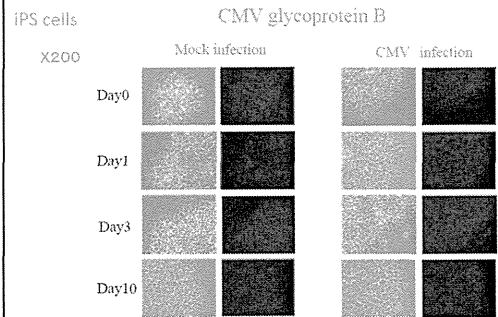 iPS cells
CMV glycoprotein B
X200
Mock infection
CMV infection
Day0
Day1
Day3
Day10